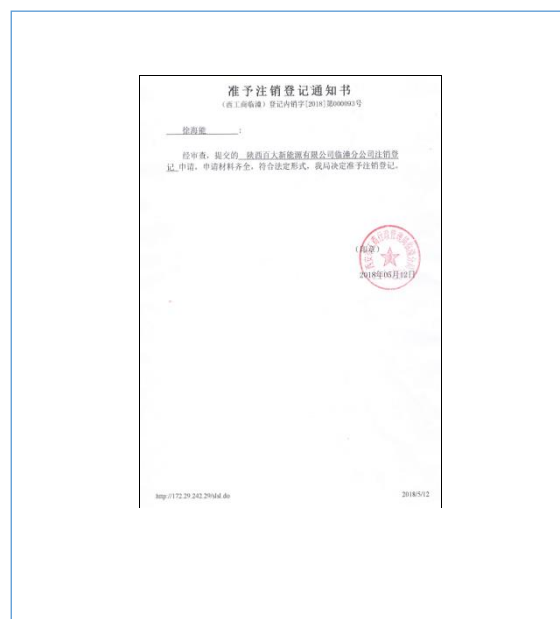 准予注销登记通知书
（西工商临潼）登记内销字[2018]第000093号
徐海能：
经审查，提交的 陕西百大新能源有限公司临潼分公司注销登
记 申请，申请材料齐全，符合法定形式，我局决定准予注销登记。
（印章）
2018年05月12日
http://172.29.242.29/slsl.do
2018/5/12